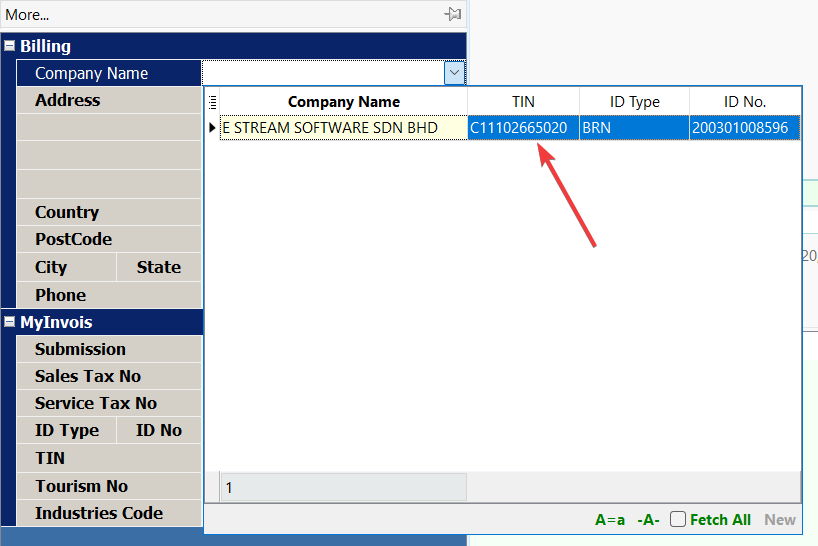 More...
Billing
Company Name
Company Name TIN ID Type ID No.
E STREAM SOFTWARE SDN BHD C11102665020 BRN 200301008596
Address
Country
PostCode
City State
Phone
MyInvois
Submission
Sales Tax No
Service Tax No
ID Type ID No
TIN
Tourism No
Industries Code
1
A=a -A- Fetch All New
20,